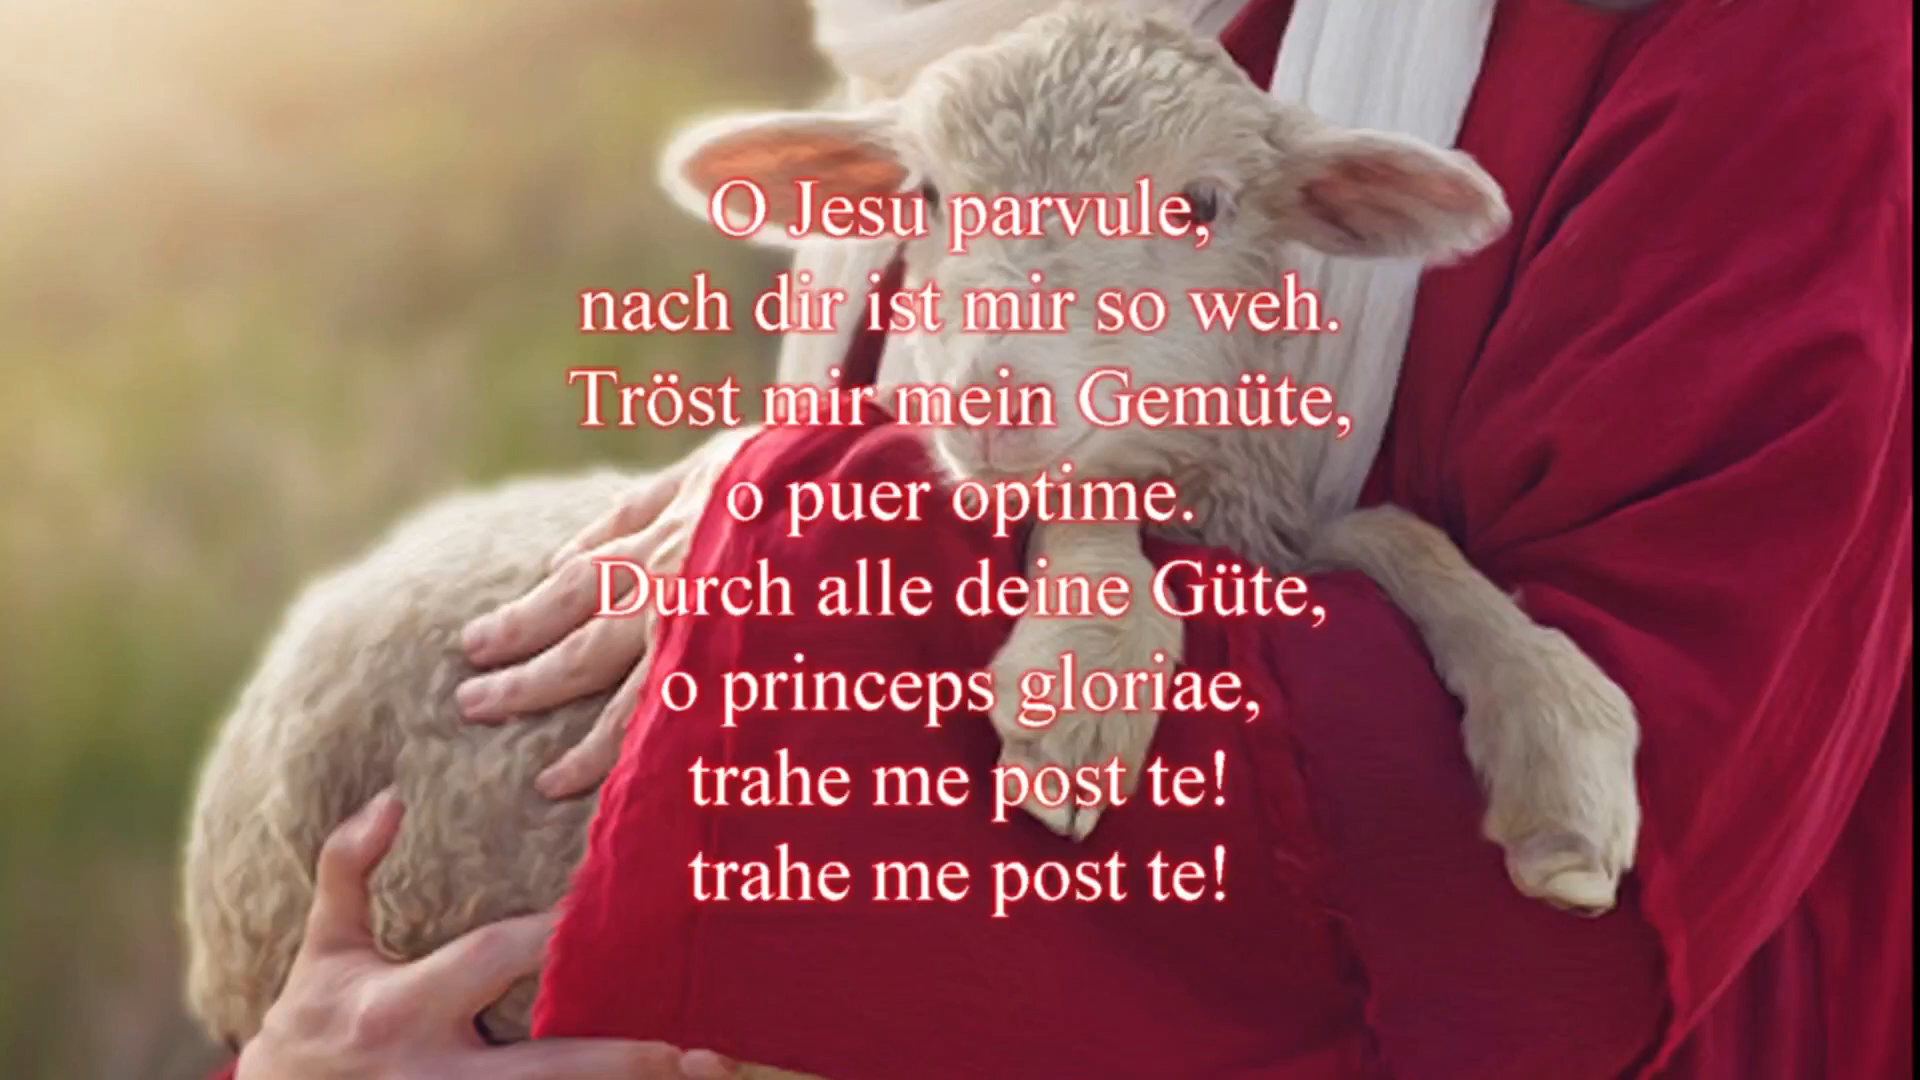 O Jesu parvule,
nach dir ist mir so weh.
Tröst mir mein Gemüte,
o puer optime.
Durch alle deine Güte,
o princeps gloriae,
trahe me post te!
trahe me post te!